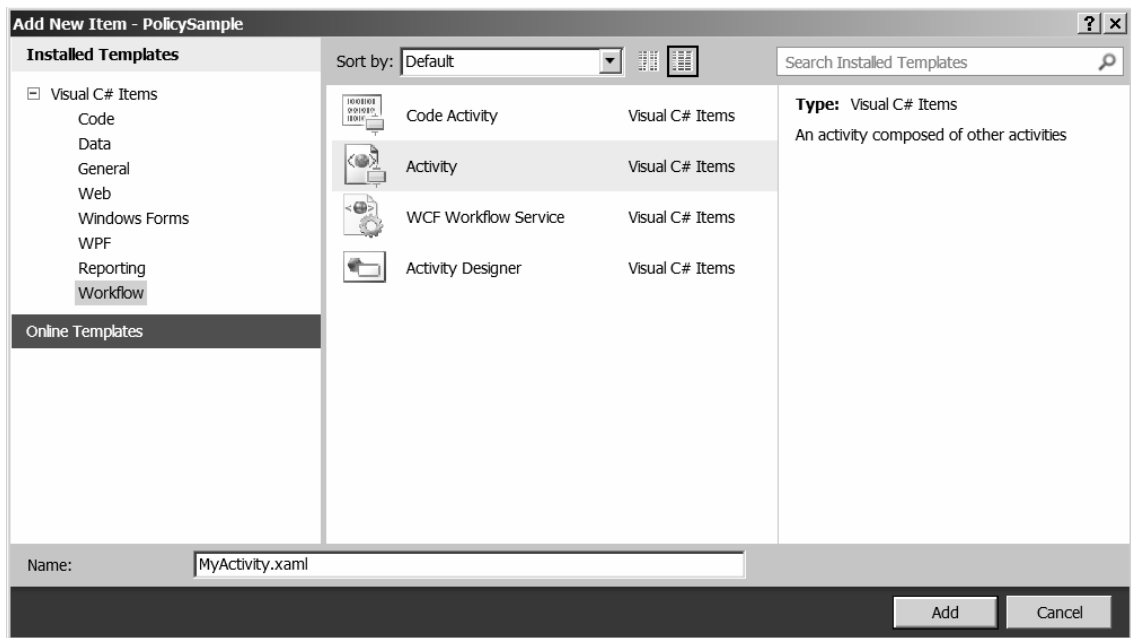 Add New Item - PolicySample
? ×
Installed Templates
Sort by: Default
Search Installed Templates
Visual C# Items
Code
Data
General
Web
Windows Forms
WPF
Reporting
Workflow
Online Templates
Code Activity Visual C# Items
Activity Visual C# Items
WCF Workflow Service Visual C# Items
Activity Designer Visual C# Items
Type: Visual C# Items
An activity composed of other activities
Name: MyActivity.xaml
Add Cancel